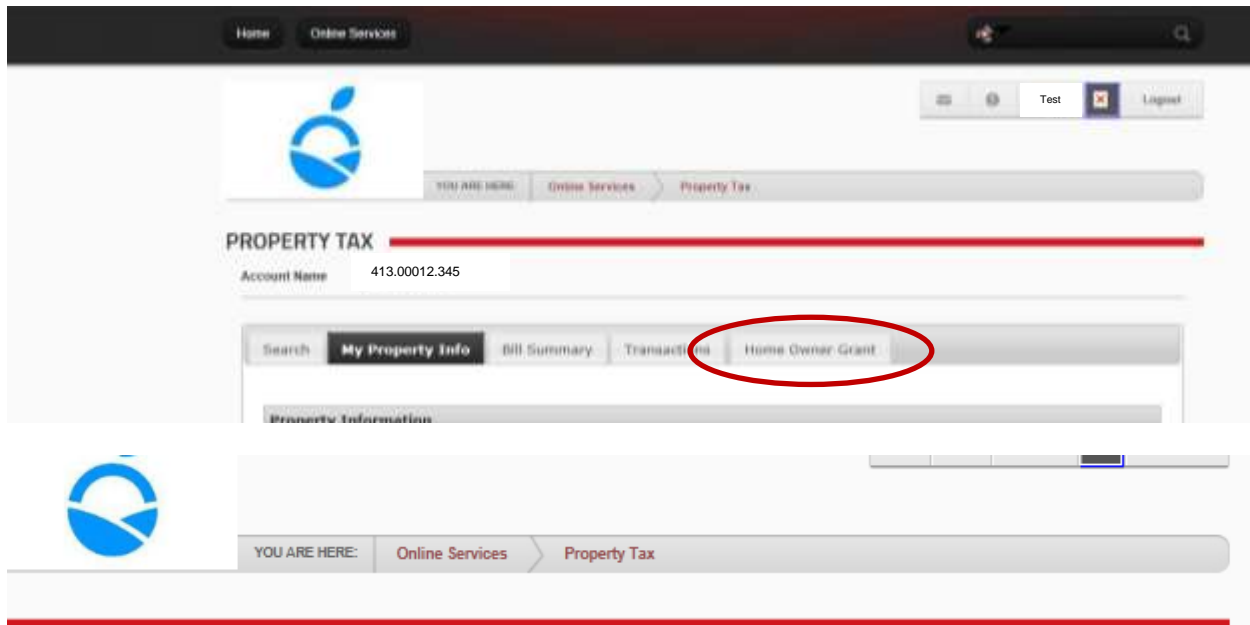 Home Online Services
Test Logout
YOU ARE HERE Online Services Property Tax
PROPERTY TAX
Account Name 413.00012.345
Search My Property Info Bill Summary Transactions Home Owner Grant
Property Information
YOU ARE HERE: Online Services Property Tax